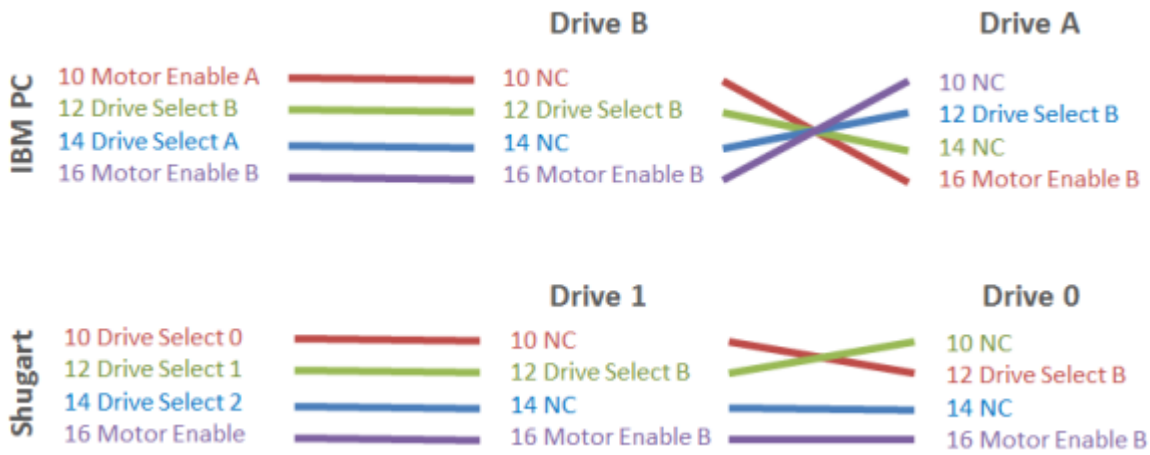 Drive B Drive A
IBM PC
10 Motor Enable A 10 NC 10 NC
12 Drive Select B 12 Drive Select B 12 Drive Select B
14 Drive Select A 14 NC 14 NC
16 Motor Enable B 16 Motor Enable B 16 Motor Enable B
Drive 1 Drive 0
Shugart
10 Drive Select 0 10 NC 10 NC
12 Drive Select 1 12 Drive Select B 12 Drive Select B
14 Drive Select 2 14 NC 14 NC
16 Motor Enable 16 Motor Enable B 16 Motor Enable B